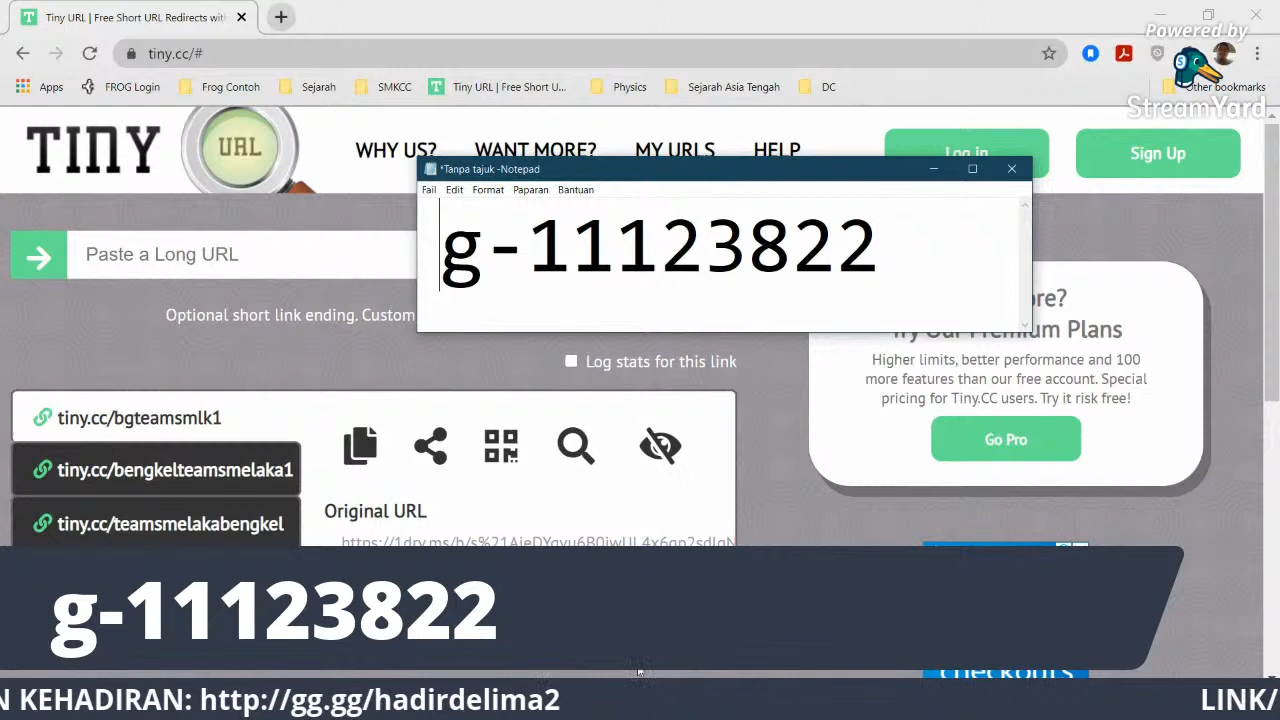 Tiny URL | Free Short URL Redirects with
tiny.cc/#
Apps FROG Login Frog Contoh Sejarah SMKCC Tiny URL | Free Short U... Physics Sejarah Asia Tengah DC Other bookmarks
Powered by
StreamYard
TINY URL WHY US? WANT MORE? MY URLS HELP Log in Sign Up
*Tanpa tajuk -Notepad
Fail Edit Format Paparan Bantuan
g-11123822
Paste a Long URL
Optional short link ending. Custom
Log stats for this link
Try Our Premium Plans
Higher limits, better performance and 100
more features than our free account. Special
pricing for Tiny.CC users. Try it risk free!
Go Pro
tiny.cc/bgteamsmlk1
tiny.cc/bengkelteamsmelaka1
tiny.cc/teamsmelakabengkel
Original URL
g-11123822
checkouts
N KEHADIRAN: http://gg.gg/hadirdelima2 LINK/